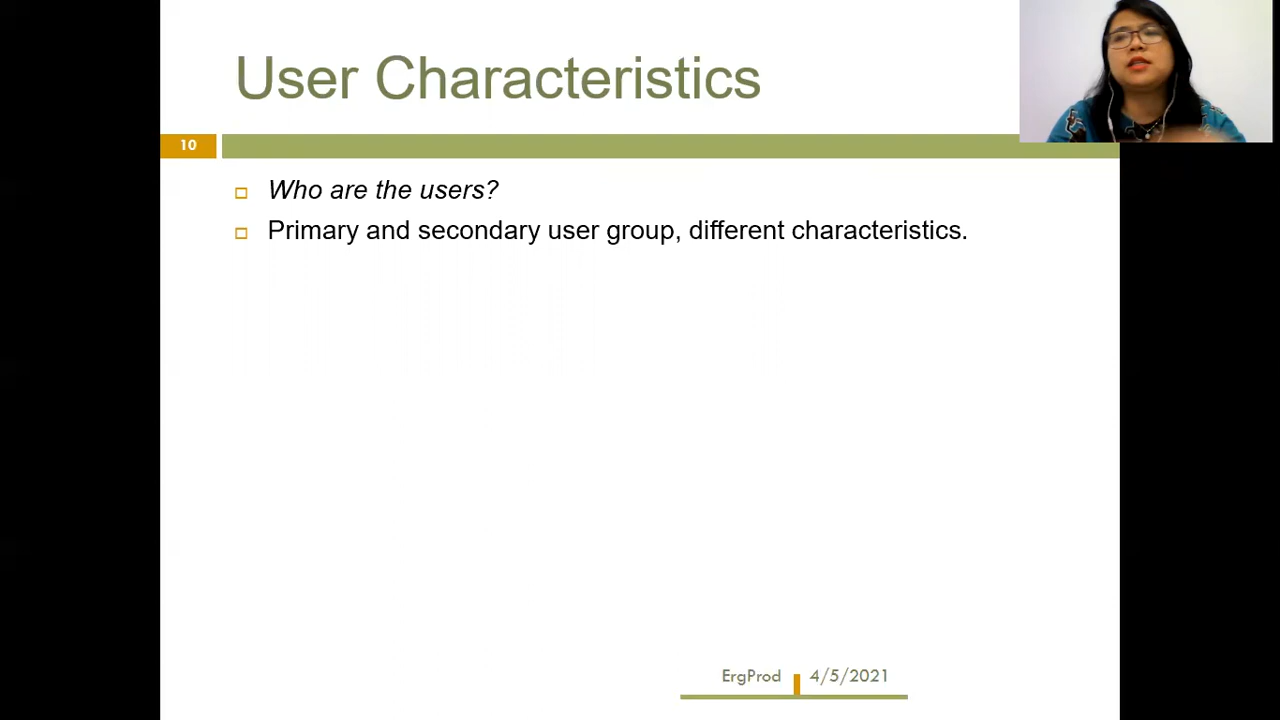 User Characteristics
10
Who are the users?
Primary and secondary user group, different characteristics.
ErgProd
4/5/2021